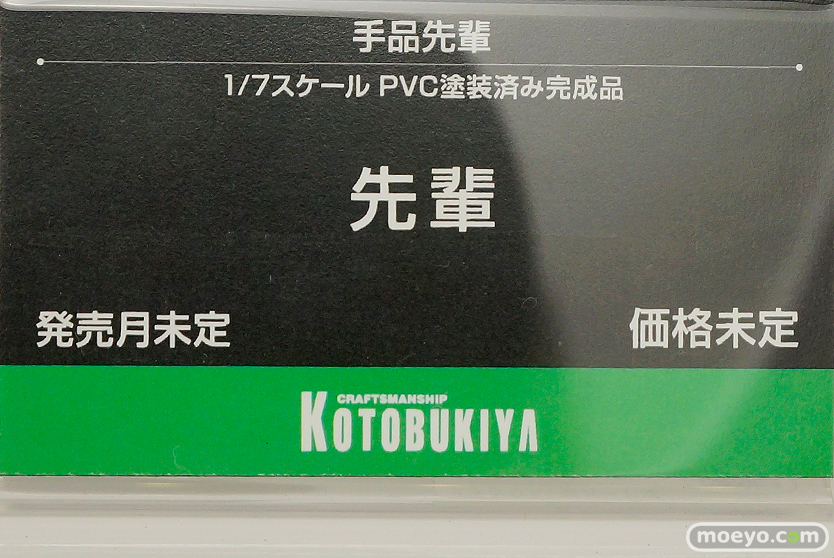 手品先輩
1/7スケール PVC塗装済み完成品
先輩
発売月未定 価格未定
CRAFTSMANSHIP
KOTOBUKIYA
moeyo.com